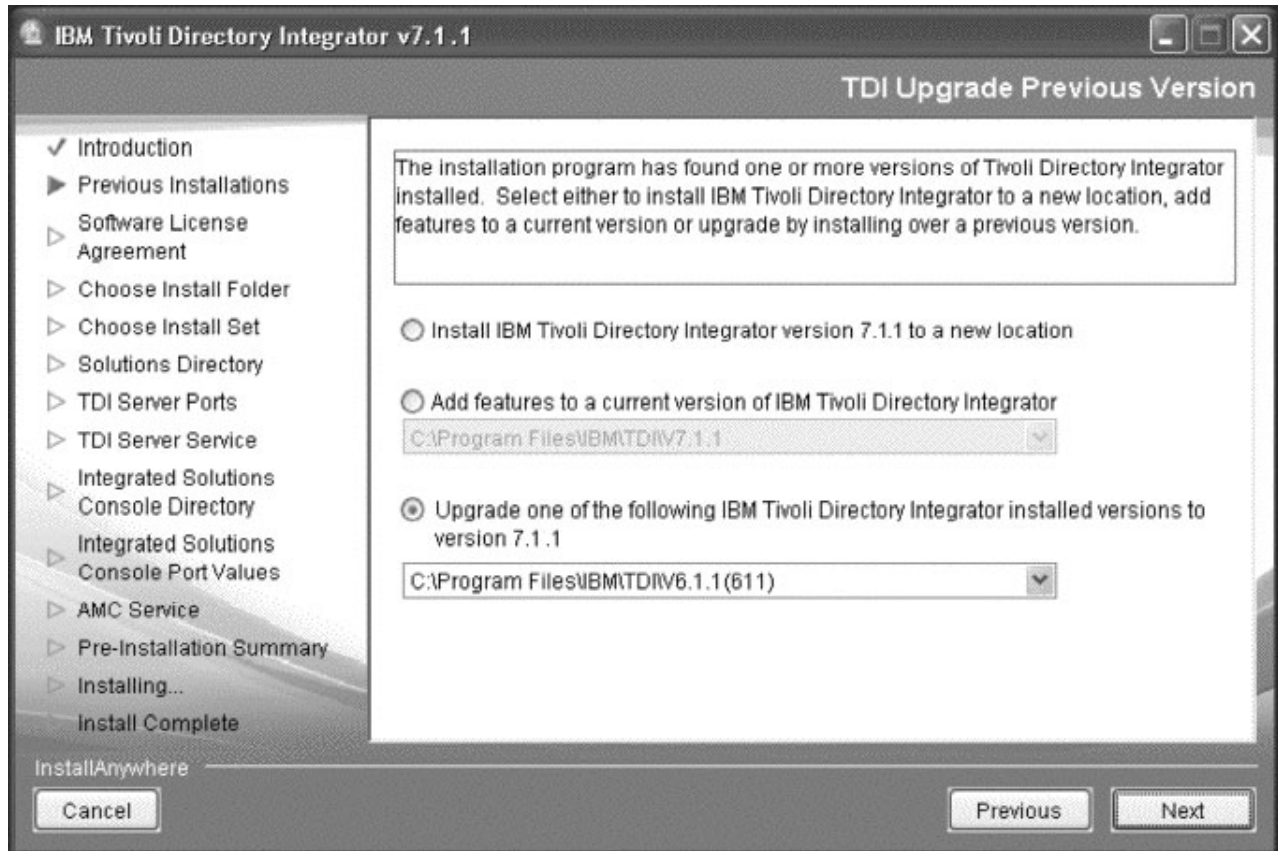 IBM Tivoli Directory Integrator v7.1.1
TDI Upgrade Previous Version
Introduction
Previous Installations
Software License
Agreement
Choose Install Folder
Choose Install Set
Solutions Directory
TDI Server Ports
TDI Server Service
Integrated Solutions
Console Directory
Integrated Solutions
Console Port Values
AMC Service
Pre-Installation Summary
Installing...
Install Complete
The installation program has found one or more versions of Tivoli Directory Integrator
installed. Select either to install IBM Tivoli Directory Integrator to a new location, add
features to a current version or upgrade by installing over a previous version.
Install IBM Tivoli Directory Integrator version 7.1.1 to a new location
Add features to a current version of IBM Tivoli Directory Integrator
C:\Program Files\IBM\TDI\V7.1.1
Upgrade one of the following IBM Tivoli Directory Integrator installed versions to
version 7.1.1
C:\Program Files\IBM\TDI\V6.1.1(611)
InstallAnywhere
Cancel
Previous
Next